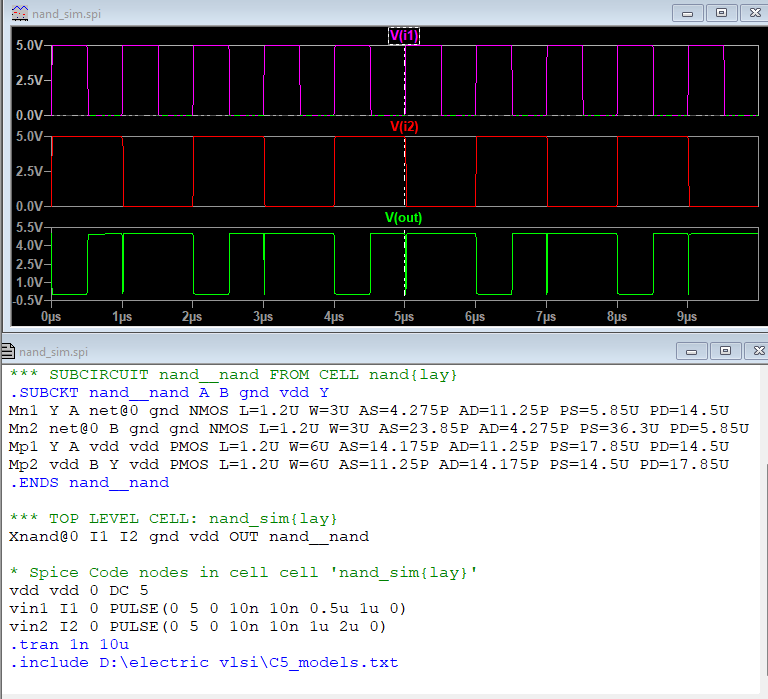 nand_sim.spi
V(i1)
5.0V
2.5V
0.0V
V(i2)
5.0V
2.5V
0.0V
V(out)
5.5V
4.0V
2.5V
1.0V
-0.5V
0µs 1µs 2µs 3µs 4µs 5µs 6µs 7µs 8µs 9µs
nand_sim.spi
*** SUBCIRCUIT nand__nand FROM CELL nand{lay}
.SUBCKT nand__nand A B gnd vdd Y
Mn1 Y A net@0 gnd NMOS L=1.2U W=3U AS=4.275P AD=11.25P PS=5.85U PD=14.5U
Mn2 net@0 B gnd gnd NMOS L=1.2U W=3U AS=23.85P AD=4.275P PS=36.3U PD=5.85U
Mp1 Y A vdd vdd PMOS L=1.2U W=6U AS=14.175P AD=11.25P PS=17.85U PD=14.5U
Mp2 vdd B Y vdd PMOS L=1.2U W=6U AS=11.25P AD=14.175P PS=14.5U PD=17.85U
.ENDS nand__nand
*** TOP LEVEL CELL: nand_sim{lay}
Xnand@0 I1 I2 gnd vdd OUT nand__nand
* Spice Code nodes in cell cell 'nand_sim{lay}'
vdd vdd 0 DC 5
vin1 I1 0 PULSE(0 5 0 10n 10n 0.5u 1u 0)
vin2 I2 0 PULSE(0 5 0 10n 10n 1u 2u 0)
.tran 1n 10u
.include D:\electric vlsi\C5_models.txt